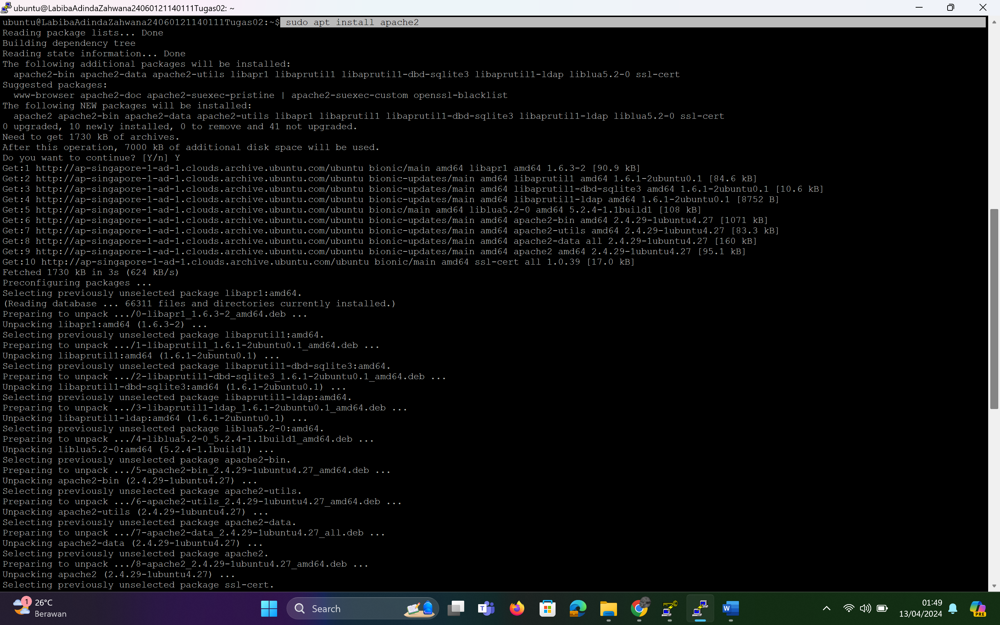 ubuntu@LabibaAdindaZahwana24060121140111Tugas02: ~
ubuntu@LabibaAdindaZahwana24060121140111Tugas02:~$ sudo apt install apache2
Reading package lists... Done
Building dependency tree
Reading state information... Done
The following additional packages will be installed:
  apache2-bin apache2-data apache2-utils libapr1 libaprutil1 libaprutil1-dbd-sqlite3 libaprutil1-ldap liblua5.2-0 ssl-cert
Suggested packages:
  www-browser apache2-doc apache2-suexec-pristine | apache2-suexec-custom openssl-blacklist
The following NEW packages will be installed:
  apache2 apache2-bin apache2-data apache2-utils libapr1 libaprutil1 libaprutil1-dbd-sqlite3 libaprutil1-ldap liblua5.2-0 ssl-cert
0 upgraded, 10 newly installed, 0 to remove and 41 not upgraded.
Need to get 1730 kB of archives.
After this operation, 7000 kB of additional disk space will be used.
Do you want to continue? [Y/n] Y
Get:1 http://ap-singapore-1-ad-1.clouds.archive.ubuntu.com/ubuntu bionic/main amd64 libapr1 amd64 1.6.3-2 [90.9 kB]
Get:2 http://ap-singapore-1-ad-1.clouds.archive.ubuntu.com/ubuntu bionic-updates/main amd64 libaprutil1 amd64 1.6.1-2ubuntu0.1 [84.6 kB]
Get:3 http://ap-singapore-1-ad-1.clouds.archive.ubuntu.com/ubuntu bionic-updates/main amd64 libaprutil1-dbd-sqlite3 amd64 1.6.1-2ubuntu0.1 [10.6 kB]
Get:4 http://ap-singapore-1-ad-1.clouds.archive.ubuntu.com/ubuntu bionic-updates/main amd64 libaprutil1-ldap amd64 1.6.1-2ubuntu0.1 [8752 B]
Get:5 http://ap-singapore-1-ad-1.clouds.archive.ubuntu.com/ubuntu bionic/main amd64 liblua5.2-0 amd64 5.2.4-1.1build1 [108 kB]
Get:6 http://ap-singapore-1-ad-1.clouds.archive.ubuntu.com/ubuntu bionic-updates/main amd64 apache2-bin amd64 2.4.29-1ubuntu4.27 [1071 kB]
Get:7 http://ap-singapore-1-ad-1.clouds.archive.ubuntu.com/ubuntu bionic-updates/main amd64 apache2-utils amd64 2.4.29-1ubuntu4.27 [83.3 kB]
Get:8 http://ap-singapore-1-ad-1.clouds.archive.ubuntu.com/ubuntu bionic-updates/main amd64 apache2-data all 2.4.29-1ubuntu4.27 [160 kB]
Get:9 http://ap-singapore-1-ad-1.clouds.archive.ubuntu.com/ubuntu bionic-updates/main amd64 apache2 amd64 2.4.29-1ubuntu4.27 [95.1 kB]
Get:10 http://ap-singapore-1-ad-1.clouds.archive.ubuntu.com/ubuntu bionic/main amd64 ssl-cert all 1.0.39 [17.0 kB]
Fetched 1730 kB in 3s (624 kB/s)
Preconfiguring packages ...
Selecting previously unselected package libapr1:amd64.
(Reading database ... 66311 files and directories currently installed.)
Preparing to unpack .../0-libapr1_1.6.3-2_amd64.deb ...
Unpacking libapr1:amd64 (1.6.3-2) ...
Selecting previously unselected package libaprutil1:amd64.
Preparing to unpack .../1-libaprutil1_1.6.1-2ubuntu0.1_amd64.deb ...
Unpacking libaprutil1:amd64 (1.6.1-2ubuntu0.1) ...
Selecting previously unselected package libaprutil1-dbd-sqlite3:amd64.
Preparing to unpack .../2-libaprutil1-dbd-sqlite3_1.6.1-2ubuntu0.1_amd64.deb ...
Unpacking libaprutil1-dbd-sqlite3:amd64 (1.6.1-2ubuntu0.1) ...
Selecting previously unselected package libaprutil1-ldap:amd64.
Preparing to unpack .../3-libaprutil1-ldap_1.6.1-2ubuntu0.1_amd64.deb ...
Unpacking libaprutil1-ldap:amd64 (1.6.1-2ubuntu0.1) ...
Selecting previously unselected package liblua5.2-0:amd64.
Preparing to unpack .../4-liblua5.2-0_5.2.4-1.1build1_amd64.deb ...
Unpacking liblua5.2-0:amd64 (5.2.4-1.1build1) ...
Selecting previously unselected package apache2-bin.
Preparing to unpack .../5-apache2-bin_2.4.29-1ubuntu4.27_amd64.deb ...
Unpacking apache2-bin (2.4.29-1ubuntu4.27) ...
Selecting previously unselected package apache2-utils.
Preparing to unpack .../6-apache2-utils_2.4.29-1ubuntu4.27_amd64.deb ...
Unpacking apache2-utils (2.4.29-1ubuntu4.27) ...
Selecting previously unselected package apache2-data.
Preparing to unpack .../7-apache2-data_2.4.29-1ubuntu4.27_all.deb ...
Unpacking apache2-data (2.4.29-1ubuntu4.27) ...
Selecting previously unselected package apache2.
Preparing to unpack .../8-apache2_2.4.29-1ubuntu4.27_amd64.deb ...
Unpacking apache2 (2.4.29-1ubuntu4.27) ...
Selecting previously unselected package ssl-cert.
1
26°C
Berawan
Search
T
W
01:49
13/04/2024
PRE